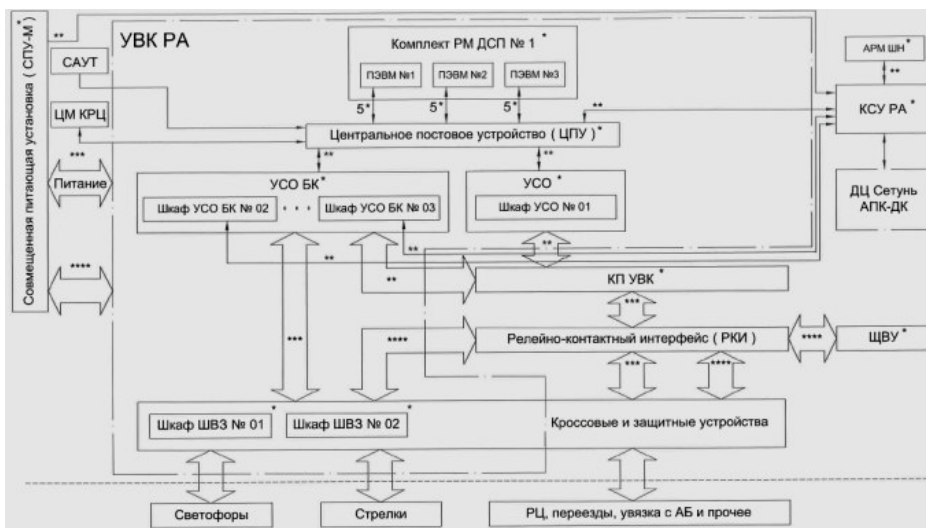 Совмещенная питающая установка ( СПУ-М ) *
**
УВК РА
САУТ
ЦМ КРЦ
***
Питание
****
Комплект РМ ДСП № 1 *
ПЭВМ №1
ПЭВМ №2
ПЭВМ №3
5* 5* 5*
**
Центральное постовое устройство ( ЦПУ ) *
** **
АРМ ШН *
**
КСУ РА *
ДЦ Сетунь
АПК-ДК
УСО БК *
Шкаф УСО БК № 02
· · ·
Шкаф УСО БК № 03
УСО *
Шкаф УСО № 01
** **
**
**
КП УВК *
***
Релейно-контактный интерфейс ( РКИ )
****
ЩВУ *
***
****
***
****
Шкаф ШВЗ № 01 *
Шкаф ШВЗ № 02 *
Кроссовые и защитные устройства
Светофоры
Стрелки
РЦ, переезды, увязка с АБ и прочее